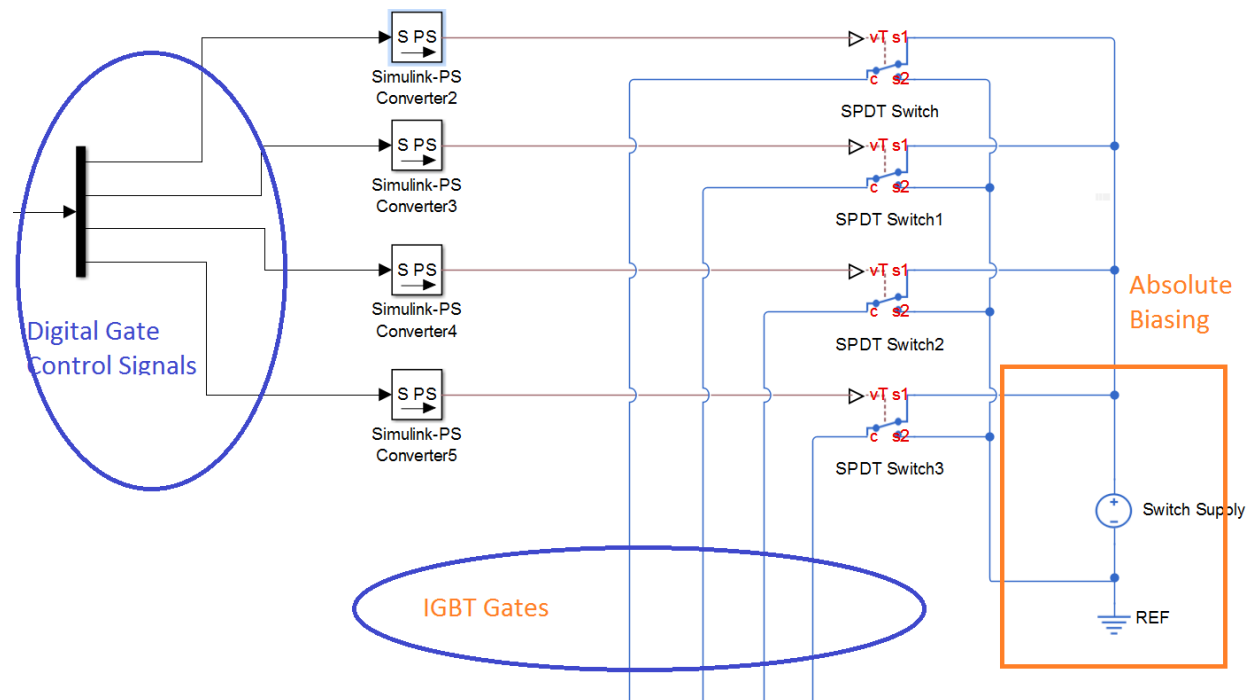 S PS
Simulink-PS
Converter2
vT s1
c s2
SPDT Switch
S PS
Simulink-PS
Converter3
vT s1
c s2
SPDT Switch1
S PS
Simulink-PS
Converter4
vT s1
c s2
SPDT Switch2
Absolute
Biasing
Digital Gate
Control Signals
S PS
Simulink-PS
Converter5
vT s1
c s2
SPDT Switch3
+
−
Switch Supply
IGBT Gates
REF